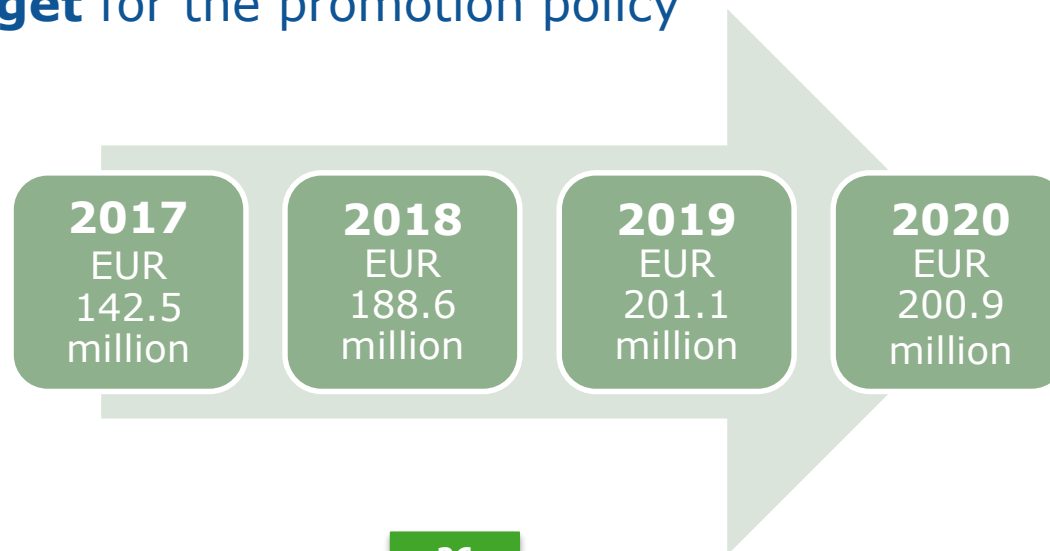 get for the promotion policy
2017
EUR
142.5
million
2018
EUR
188.6
million
2019
EUR
201.1
million
2020
EUR
200.9
million